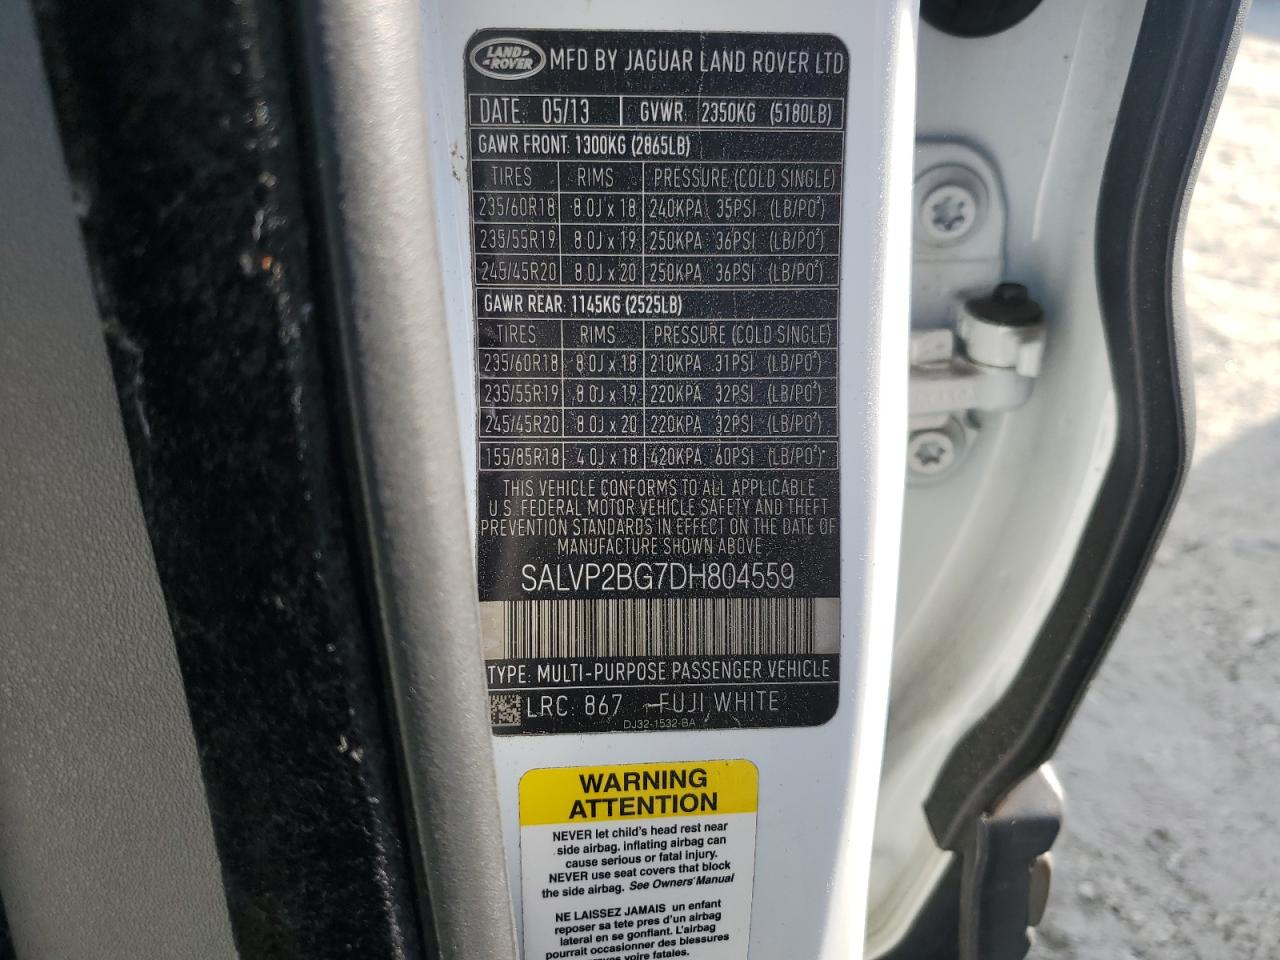 LAND ROVER MFD BY JAGUAR LAND ROVER LTD
DATE: 05/13 GVWR: 2350KG (5180LB)
GAWR FRONT: 1300KG (2865LB)
TIRES RIMS PRESSURE (COLD SINGLE)
235/60R18 8.0J x 18 240KPA 35PSI (LB/PO²)
235/55R19 8.0J x 19 250KPA 36PSI (LB/PO²)
245/45R20 8.0J x 20 250KPA 36PSI (LB/PO²)
GAWR REAR: 1145KG (2525LB)
TIRES RIMS PRESSURE (COLD SINGLE)
235/60R18 8.0J x 18 210KPA 31PSI (LB/PO²)
235/55R19 8.0J x 19 220KPA 32PSI (LB/PO²)
245/45R20 8.0J x 20 220KPA 32PSI (LB/PO²)
155/85R18 4.0J x 18 420KPA 60PSI (LB/PO²)
THIS VEHICLE CONFORMS TO ALL APPLICABLE
U.S. FEDERAL MOTOR VEHICLE SAFETY AND THEFT
PREVENTION STANDARDS IN EFFECT ON THE DATE OF
MANUFACTURE SHOWN ABOVE
SALVP2BG7DH804559
TYPE: MULTI-PURPOSE PASSENGER VEHICLE
LRC: 867 FUJI WHITE
DJ32-1532-BA
WARNING
ATTENTION
NEVER let child's head rest near
side airbag. inflating airbag can
cause serious or fatal injury.
NEVER use seat covers that block
the side airbag. See Owners' Manual
NE LAISSEZ JAMAIS un enfant
reposer sa tete pres d'un airbag
lateral en se gonflant. L'airbag
pourrait occasionner des blessures
graves, voire fatales.